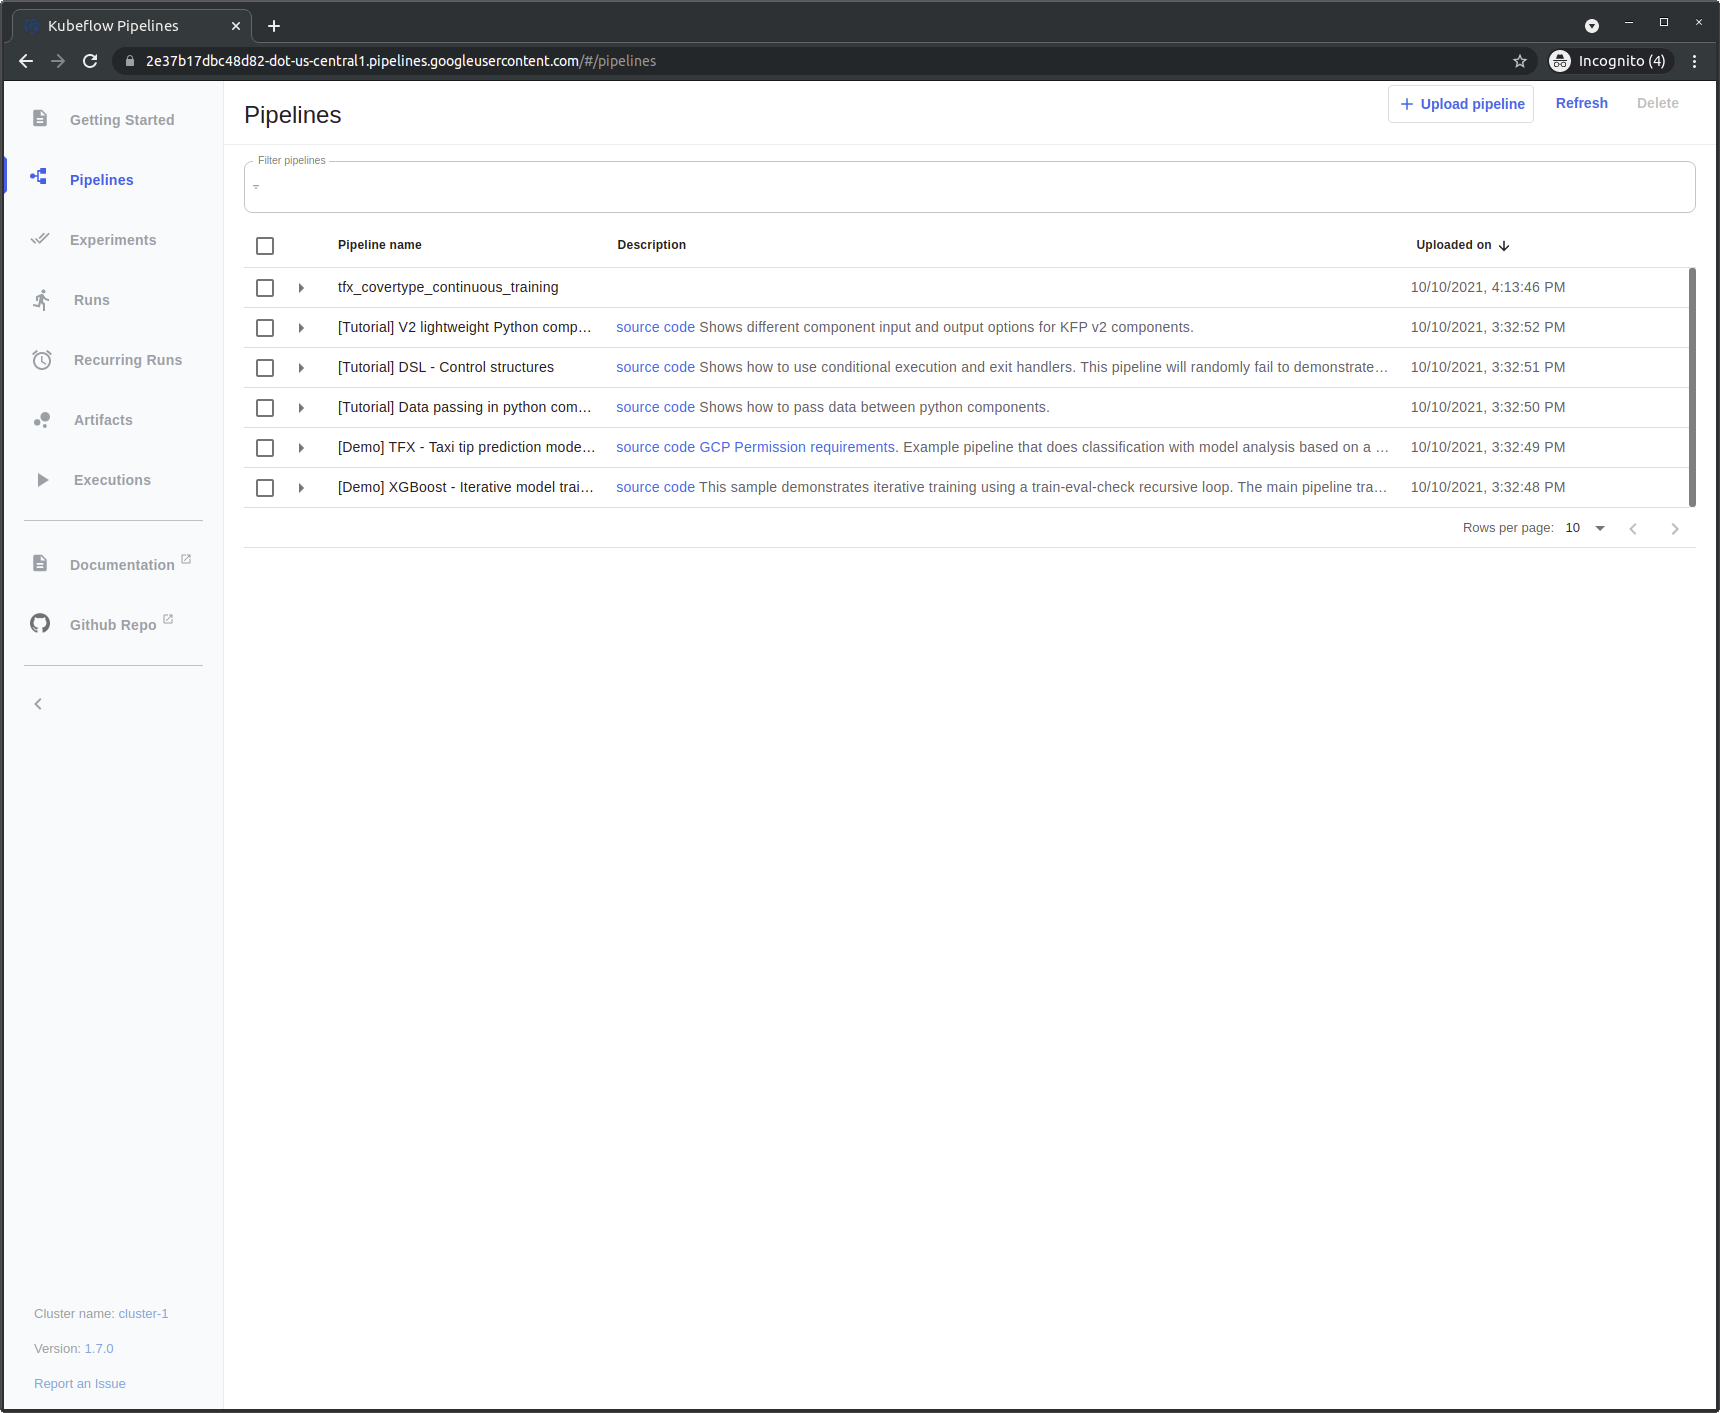 Kubeflow Pipelines
2e37b17dbc48d82-dot-us-central1.pipelines.googleusercontent.com/#/pipelines
Incognito (4)
Getting Started
Pipelines
Experiments
Runs
Recurring Runs
Artifacts
Executions
Documentation
Github Repo
Cluster name: cluster-1
Version: 1.7.0
Report an Issue
Pipelines
Upload pipeline
Refresh
Delete
Filter pipelines
Pipeline name Description Uploaded on
tfx_covertype_continuous_training 10/10/2021, 4:13:46 PM
[Tutorial] V2 lightweight Python comp... source code Shows different component input and output options for KFP v2 components. 10/10/2021, 3:32:52 PM
[Tutorial] DSL - Control structures source code Shows how to use conditional execution and exit handlers. This pipeline will randomly fail to demonstrate... 10/10/2021, 3:32:51 PM
[Tutorial] Data passing in python com... source code Shows how to pass data between python components. 10/10/2021, 3:32:50 PM
[Demo] TFX - Taxi tip prediction mode... source code GCP Permission requirements. Example pipeline that does classification with model analysis based on a ... 10/10/2021, 3:32:49 PM
[Demo] XGBoost - Iterative model trai... source code This sample demonstrates iterative training using a train-eval-check recursive loop. The main pipeline tra... 10/10/2021, 3:32:48 PM
Rows per page: 10